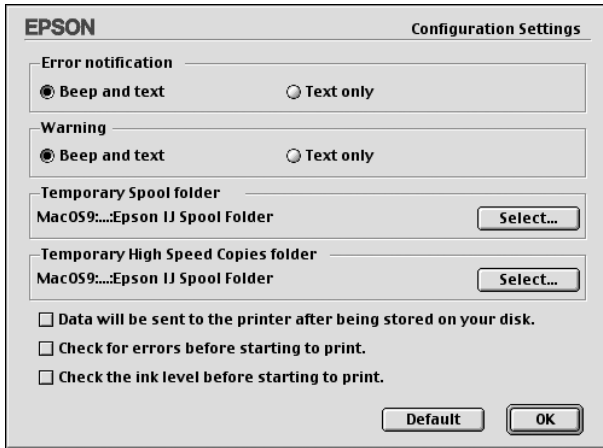 EPSON
Configuration Settings
Error notification
Beep and text
Text only
Warning
Beep and text
Text only
Temporary Spool folder
MacOS9:...:Epson IJ Spool Folder
Select...
Temporary High Speed Copies folder
MacOS9:...:Epson IJ Spool Folder
Select...
Data will be sent to the printer after being stored on your disk.
Check for errors before starting to print.
Check the ink level before starting to print.
Default
OK